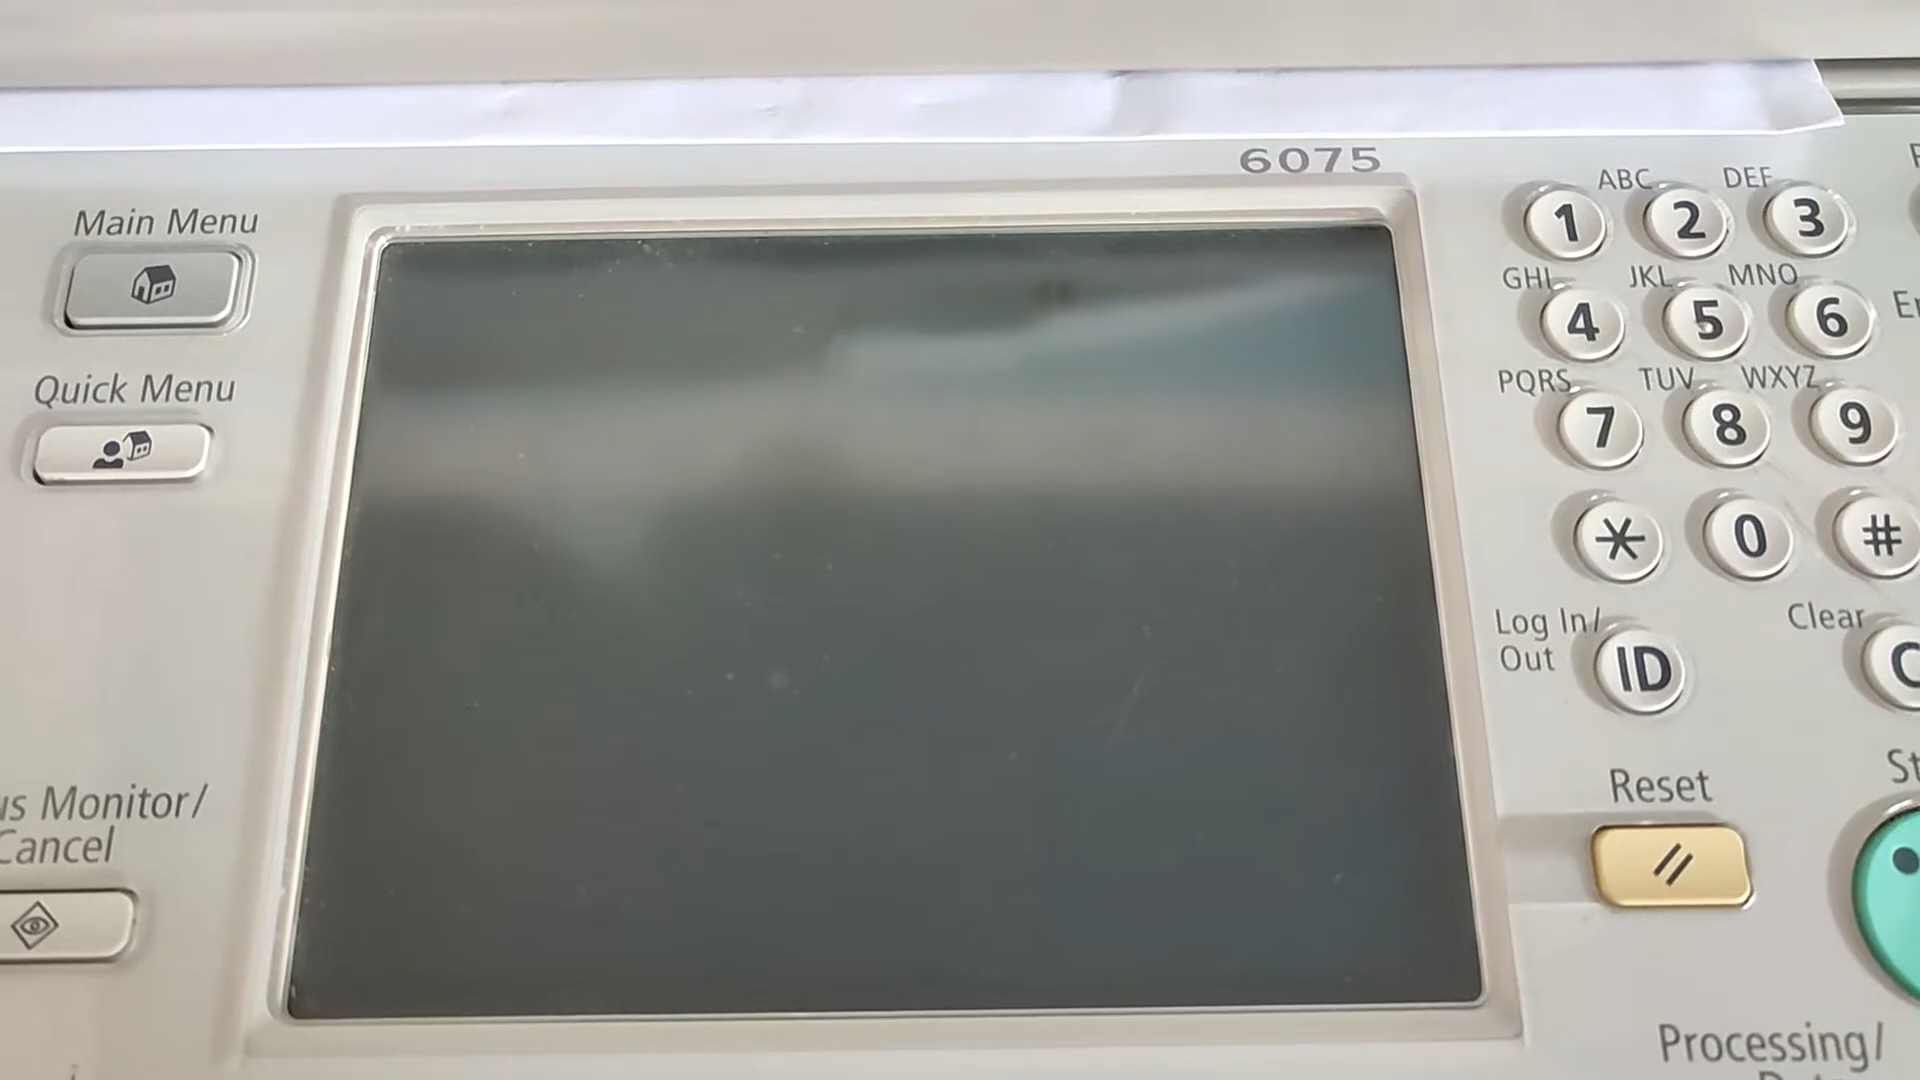 6075
Main Menu
Quick Menu
us Monitor/
Cancel
ABC DEF
1 2 3
GHI JKL MNO
4 5 6
PQRS TUV WXYZ
7 8 9
* 0 #
Log In/
Out
ID
Clear
C
Reset
St
Processing/